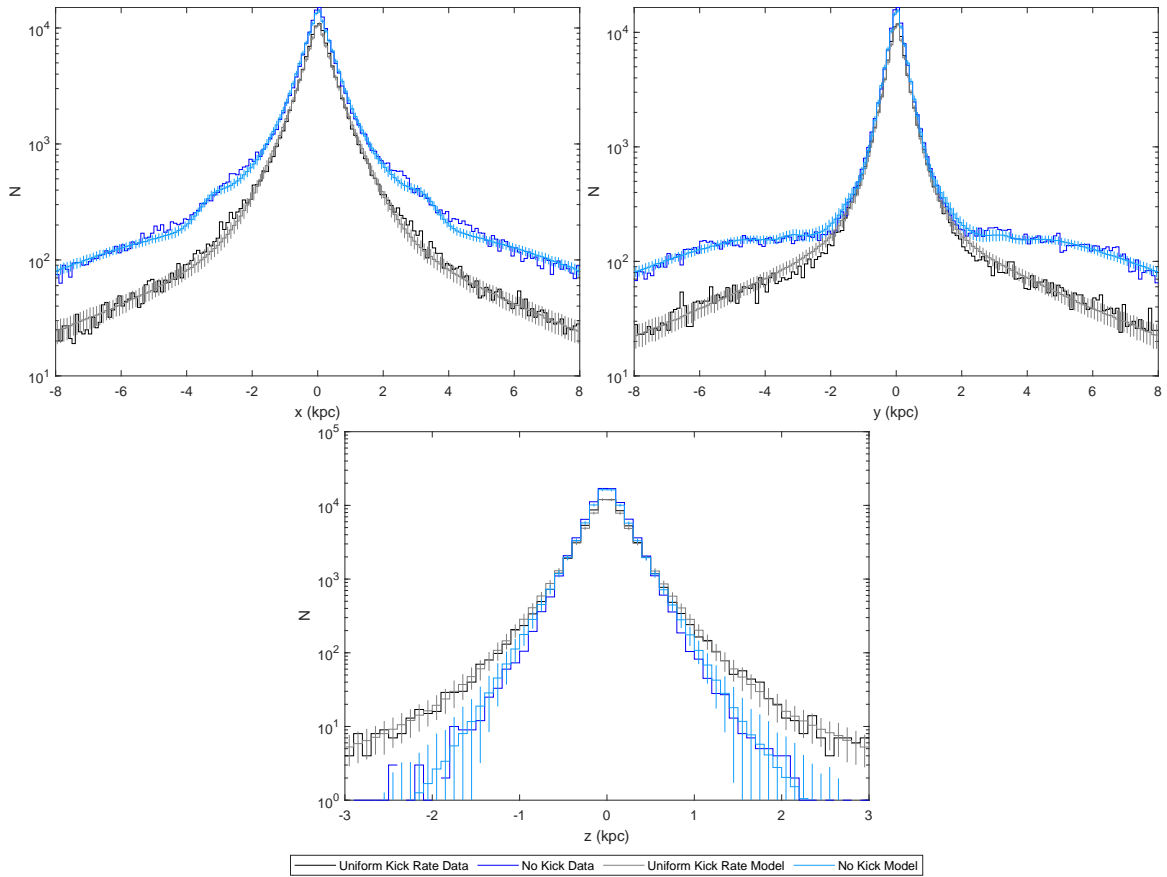 10^4
10^3
10^2
10^1
N
-8 -6 -4 -2 0 2 4 6 8
x (kpc)
10^4
10^3
10^2
10^1
N
-8 -6 -4 -2 0 2 4 6 8
y (kpc)
10^5
10^4
10^3
10^2
10^1
10^0
N
-3 -2 -1 0 1 2 3
z (kpc)
Uniform Kick Rate Data No Kick Data Uniform Kick Rate Model No Kick Model